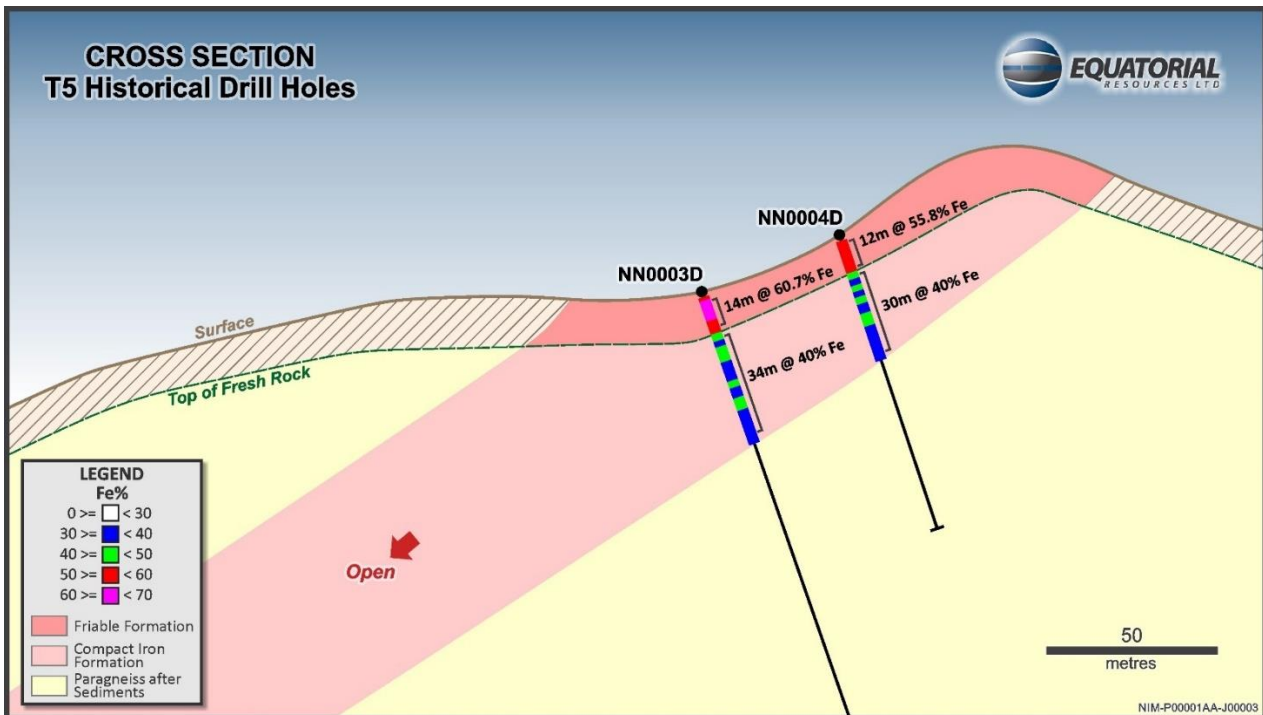 CROSS SECTION
T5 Historical Drill Holes
EQUATORIAL
RESOURCES LTD
NN0004D
12m @ 55.8% Fe
NN0003D
14m @ 60.7% Fe
30m @ 40% Fe
34m @ 40% Fe
Surface
Top of Fresh Rock
Open
LEGEND
Fe%
0 >= < 30
30 >= < 40
40 >= < 50
50 >= < 60
60 >= < 70
Friable Formation
Compact Iron
Formation
Paragneiss after
Sediments
50
metres
NIM-P00001AA-J00003